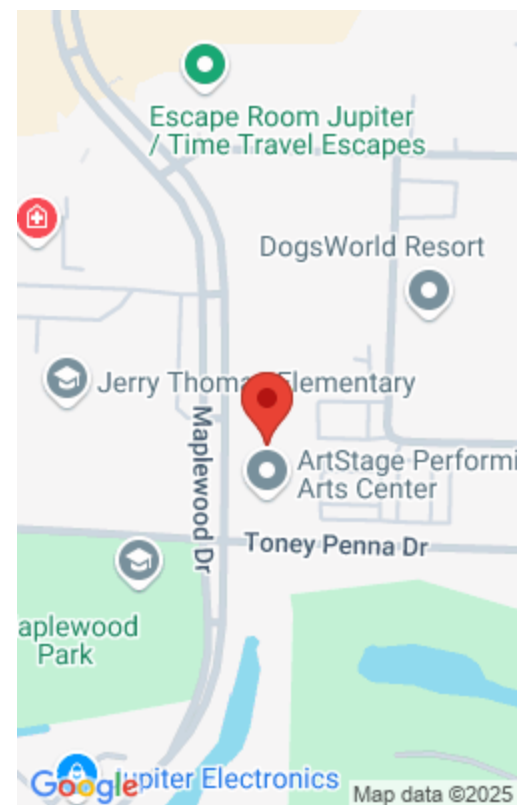 Escape Room Jupiter
/ Time Travel Escapes
DogsWorld Resort
Jerry Thomas Elementary
Maplewood Dr
ArtStage Performi
Arts Center
Toney Penna Dr
aplewood
Park
Jupiter Electronics
Google
Map data ©2025